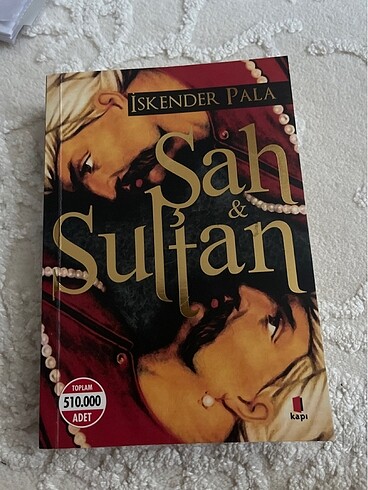 İSKENDER PALA
Şah
&
Sultan
TOPLAM
510.000
ADET
kapı